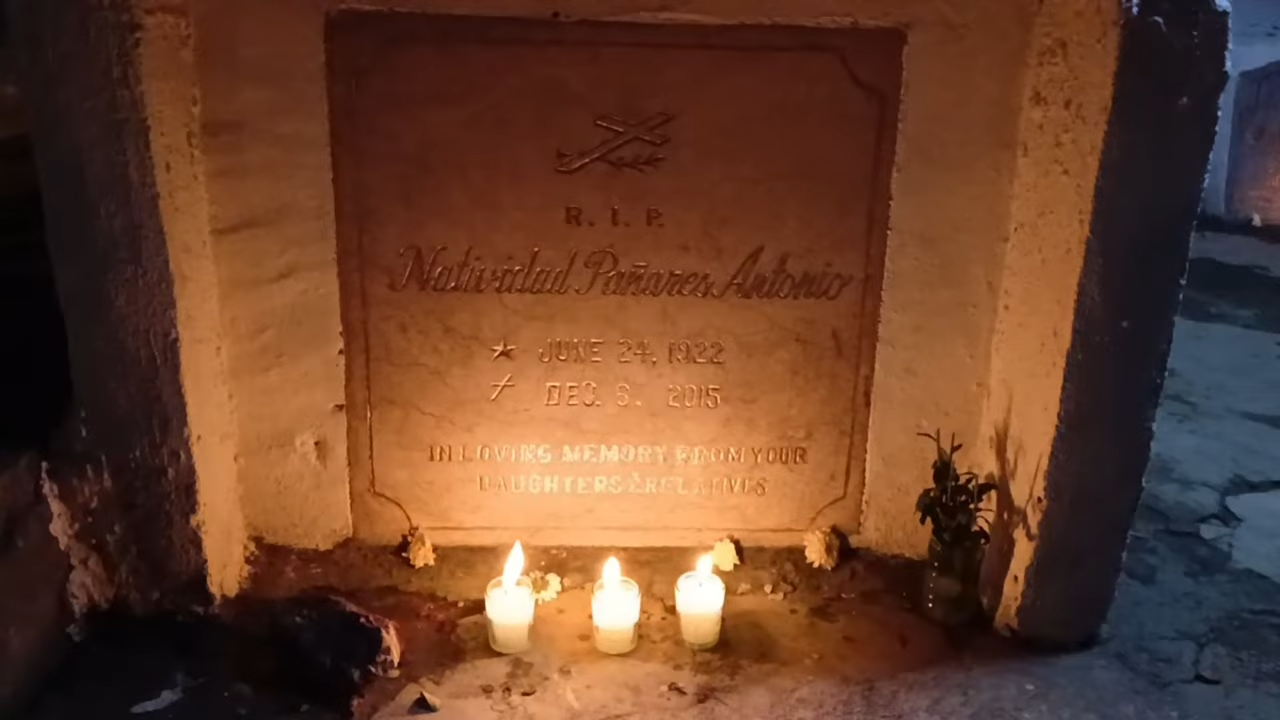 R. I. P.
Natividad Pañares Antonio
JUNE 24, 1922
DEC. 6. 2015
IN LOVING MEMORY FROM YOUR
DAUGHTERS & RELATIVES